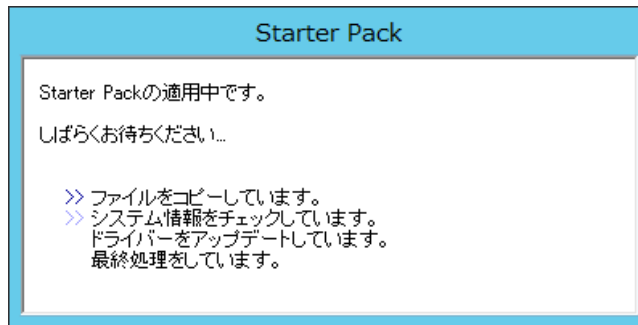 Starter Pack
Starter Packの適用中です。
しばらくお待ちください...
>> ファイルをコピーしています。
>> システム情報をチェックしています。
ドライバーをアップデートしています。
最終処理をしています。